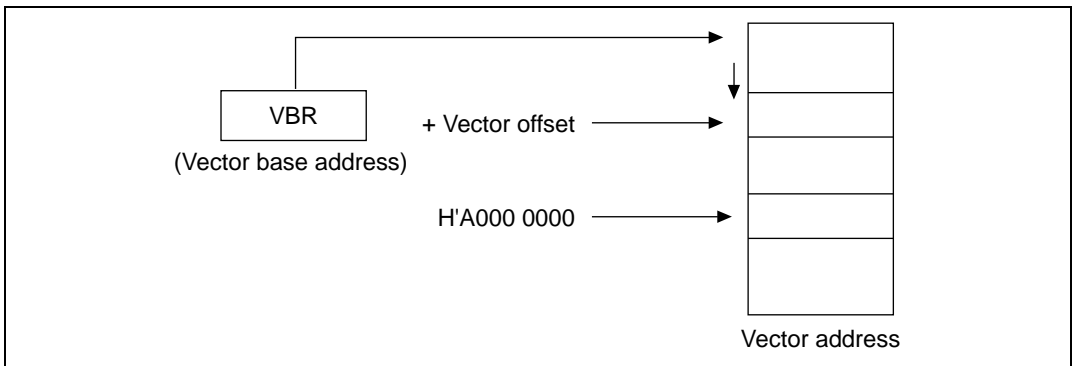 VBR
+ Vector offset
(Vector base address)
H'A000 0000
Vector address